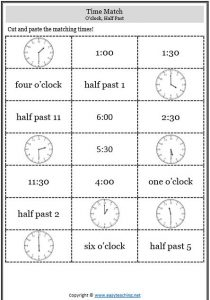 Time Match
O'clock, Half Past
Cut and paste the matching times!
1:00 1:30
four o'clock half past 1
half past 11 6:00 2:30
5:30
11:30 4:00 one o'clock
half past 2
six o'clock half past 5
Copyright © www.easyteaching.net